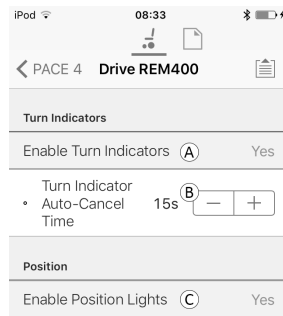 iPod 08:33
PACE 4 Drive REM400
Turn Indicators
Enable Turn Indicators A Yes
Turn Indicator
Auto-Cancel 15s B − +
Time
Position
Enable Position Lights C Yes